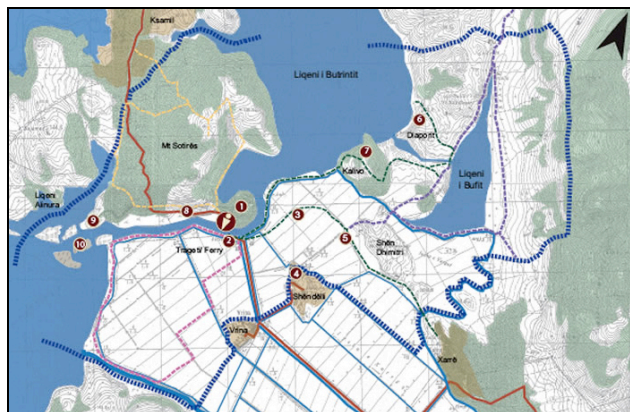 Ksamil
Liqeni i Butrintit
6
Diaporit
Mt Sotirës
7
Kalivo
Liqeni
i Bufit
Liqeni
Alinura
1
8
9
3
2
10
Trageti/ Ferry
5
Shën
Dhimitri
4
Shëndëlli
Vrina
Xarrë